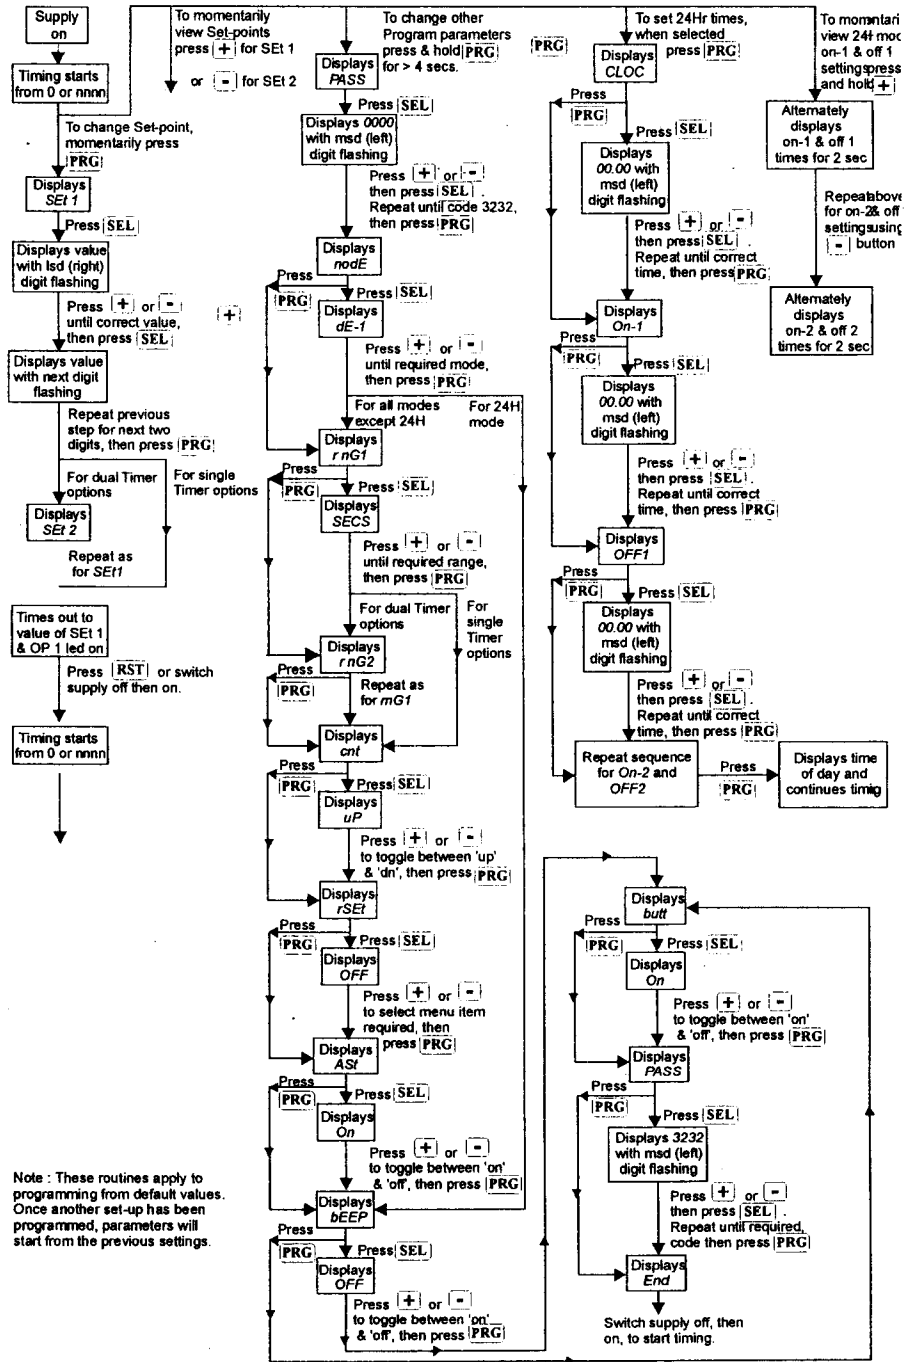 Supply
on
Timing starts
from 0 or nnnn
To change Set-point,
momentarily press
PRG
Displays
SEt 1
Press SEL
Displays value
with lsd (right)
digit flashing
Press + or -
until correct value,
then press SEL
Displays value
with next digit
flashing
Repeat previous
step for next two
digits, then press PRG
For dual Timer
options
For single
Timer options
Displays
SEt 2
Repeat as
for SEt1
Times out to
value of SEt 1
& OP 1 led on
Press RST or switch
supply off then on.
Timing starts
from 0 or nnnn
Note : These routines apply to
programming from default values.
Once another set-up has been
programmed, parameters will
start from the previous settings.
To momentarily
view Set-points
press + for SEt 1
or - for SEt 2
To change other
Program parameters
press & hold PRG
for > 4 secs.
Displays
PASS
Press SEL
Displays 0000
with msd (left)
digit flashing
Press + or -
then press SEL .
Repeat until code 3232,
then press PRG
Displays
nodE
Press
PRG
Press SEL
+
Displays
dE-1
Press + or -
until required mode,
then press PRG
For all modes
except 24H
For 24H
mode
Displays
r nG1
Press
PRG
Press SEL
Displays
SECS
Press + or -
until required range,
then press PRG
For dual Timer
options
For
single
Timer
options
Displays
r nG2
Press
PRG
Repeat as
for rnG1
Displays
cnt
Press
PRG
Press SEL
Displays
uP
Press + or -
to toggle between 'up'
& 'dn', then press PRG
Displays
rSEt
Press
PRG
Press SEL
Displays
OFF
Press + or -
to select menu item
required, then
press PRG
Displays
ASt
Press
PRG
Press SEL
Displays
On
Press + or -
to toggle between 'on'
& 'off', then press PRG
Displays
bEEP
Press
PRG
Press SEL
Displays
OFF
Press + or -
to toggle between 'on'
& 'off', then press PRG
PRG
To set 24Hr times,
when selected
press PRG
Displays
CLOC
Press
PRG
Press SEL
Displays
00.00 with
msd (left)
digit flashing
Press + or -
then press SEL .
Repeat until correct
time, then press PRG
Displays
On-1
Press
PRG
Press SEL
Displays
00.00 with
msd (left)
digit flashing
Press + or -
then press SEL .
Repeat until correct
time, then press PRG
Displays
OFF1
Press
PRG
Press SEL
Displays
00.00 with
msd (left)
digit flashing
Press + or -
then press SEL .
Repeat until correct
time, then press PRG
Repeat sequence
for On-2 and
OFF2
Press
PRG
Displays time
of day and
continues timig
To momentari
view 24H mod
on-1 & off 1
settings press
and hold +
Alternately
displays
on-1 & off 1
times for 2 sec
Repeat above
for on-2 & off
settings using
- button
Alternately
displays
on-2 & off 2
times for 2 sec
Displays
butt
Press
PRG
Press SEL
Displays
On
Press + or -
to toggle between 'on'
& 'off', then press PRG
Displays
PASS
Press
PRG
Press SEL
Displays 3232
with msd (left)
digit flashing
Press + or -
then press SEL .
Repeat until required,
code then press PRG
Displays
End
Switch supply off, then
on, to start timing.